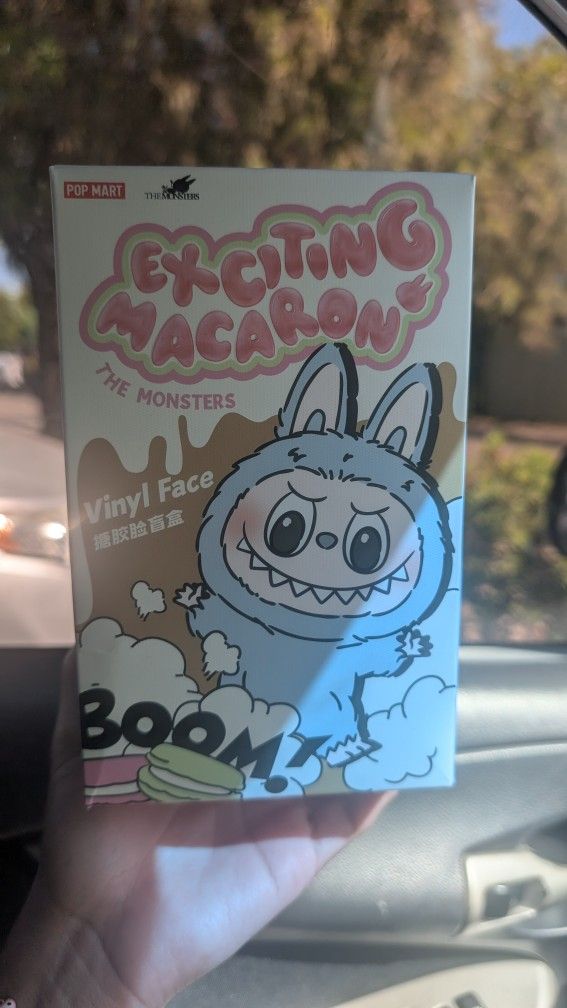 POP MART
THE MONSTERS
EXCITING
MACARON
THE MONSTERS
Vinyl Face
搪胶脸盲盒
BOOM!